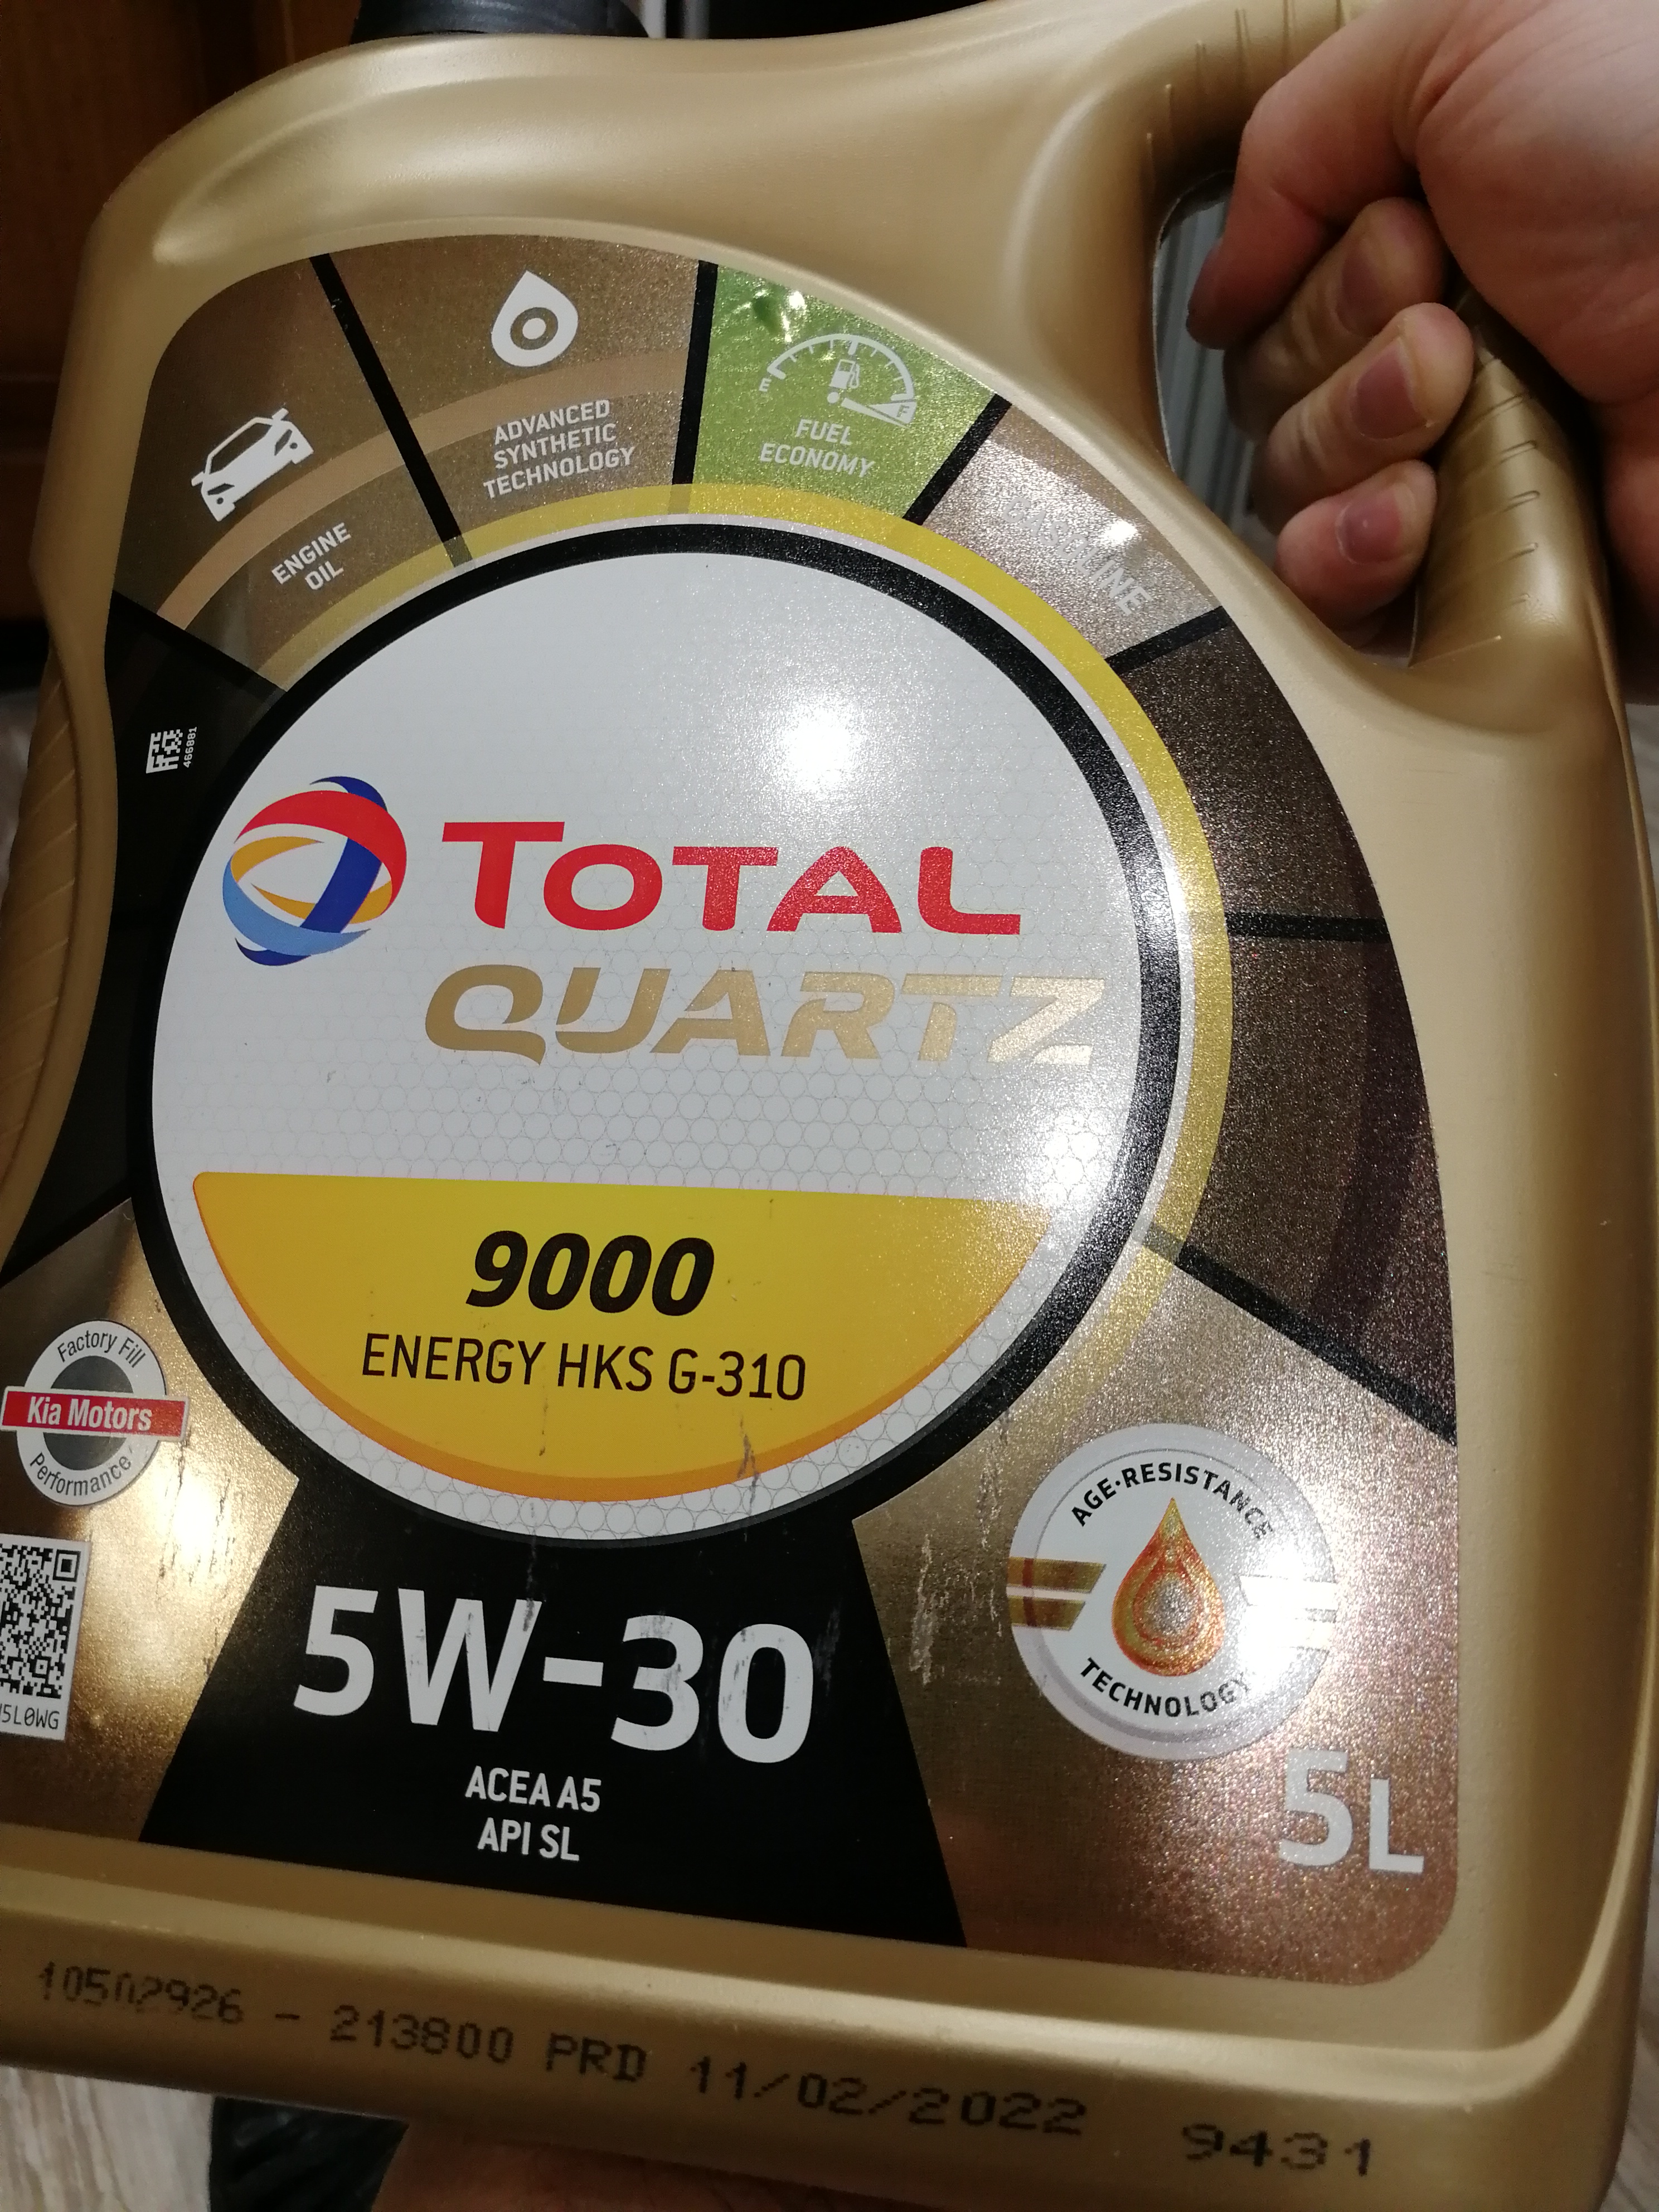 ENGINE
OIL
ADVANCED
SYNTHETIC
TECHNOLOGY
E
F
FUEL
ECONOMY
GASOLINE
466881
TOTAL
QUARTZ
9000
ENERGY HKS G-310
Factory Fill
Kia Motors
Performance
AGE-RESISTANCE
TECHNOLOGY
5W-30
ACEA A5
API SL
5L
10502926 - 213800 PRD 11/02/2022 9431